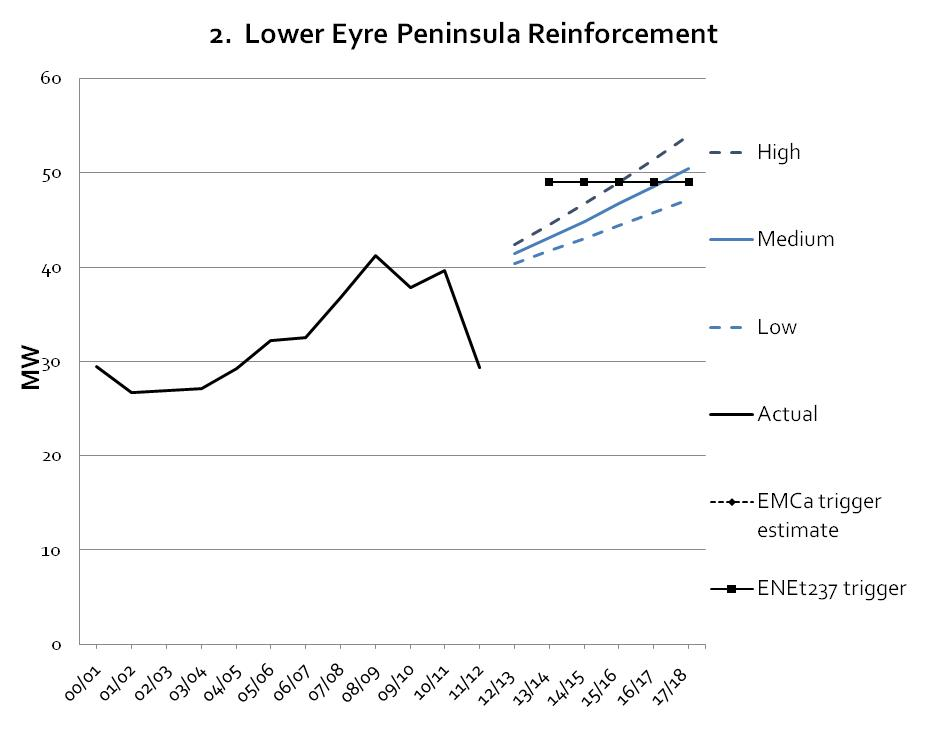 2. Lower Eyre Peninsula Reinforcement
60
50
40
30
20
10
0
MW
00/01
01/02
02/03
03/04
04/05
05/06
06/07
07/08
08/09
09/10
10/11
11/12
12/13
13/14
14/15
15/16
16/17
17/18
High
Medium
Low
Actual
EMCa trigger
estimate
ENEt237 trigger